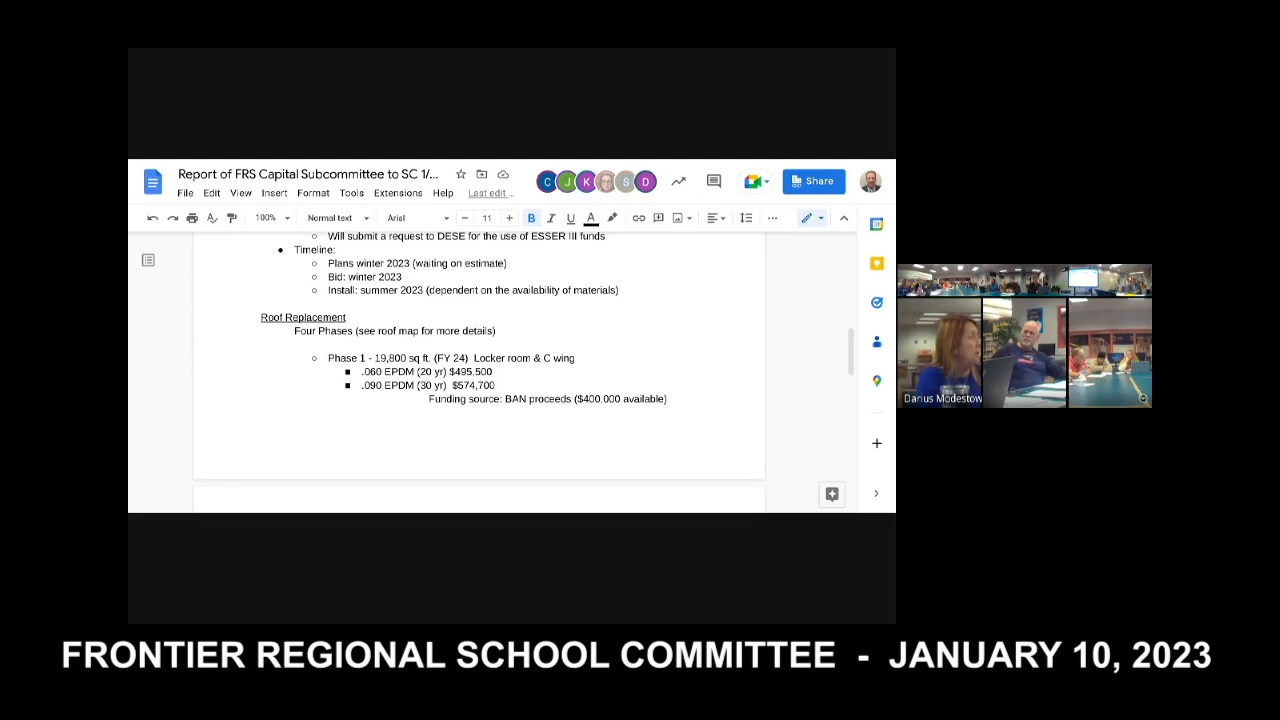 Report of FRS Capital Subcommittee to SC 1/...
File Edit View Insert Format Tools Extensions Help Last edit ...
C J K S D
Share
100% Normal text Arial 11 B I U A
Will submit a request to DESE for the use of ESSER III funds
Timeline:
Plans winter 2023 (waiting on estimate)
Bid: winter 2023
Install: summer 2023 (dependent on the availability of materials)
Roof Replacement
Four Phases (see roof map for more details)
Phase 1 - 19,800 sq ft. (FY 24) Locker room & C wing
.060 EPDM (20 yr) $495,500
.090 EPDM (30 yr) $574,700
Funding source: BAN proceeds ($400,000 available)
Darius Modestow
FRONTIER REGIONAL SCHOOL COMMITTEE - JANUARY 10, 2023